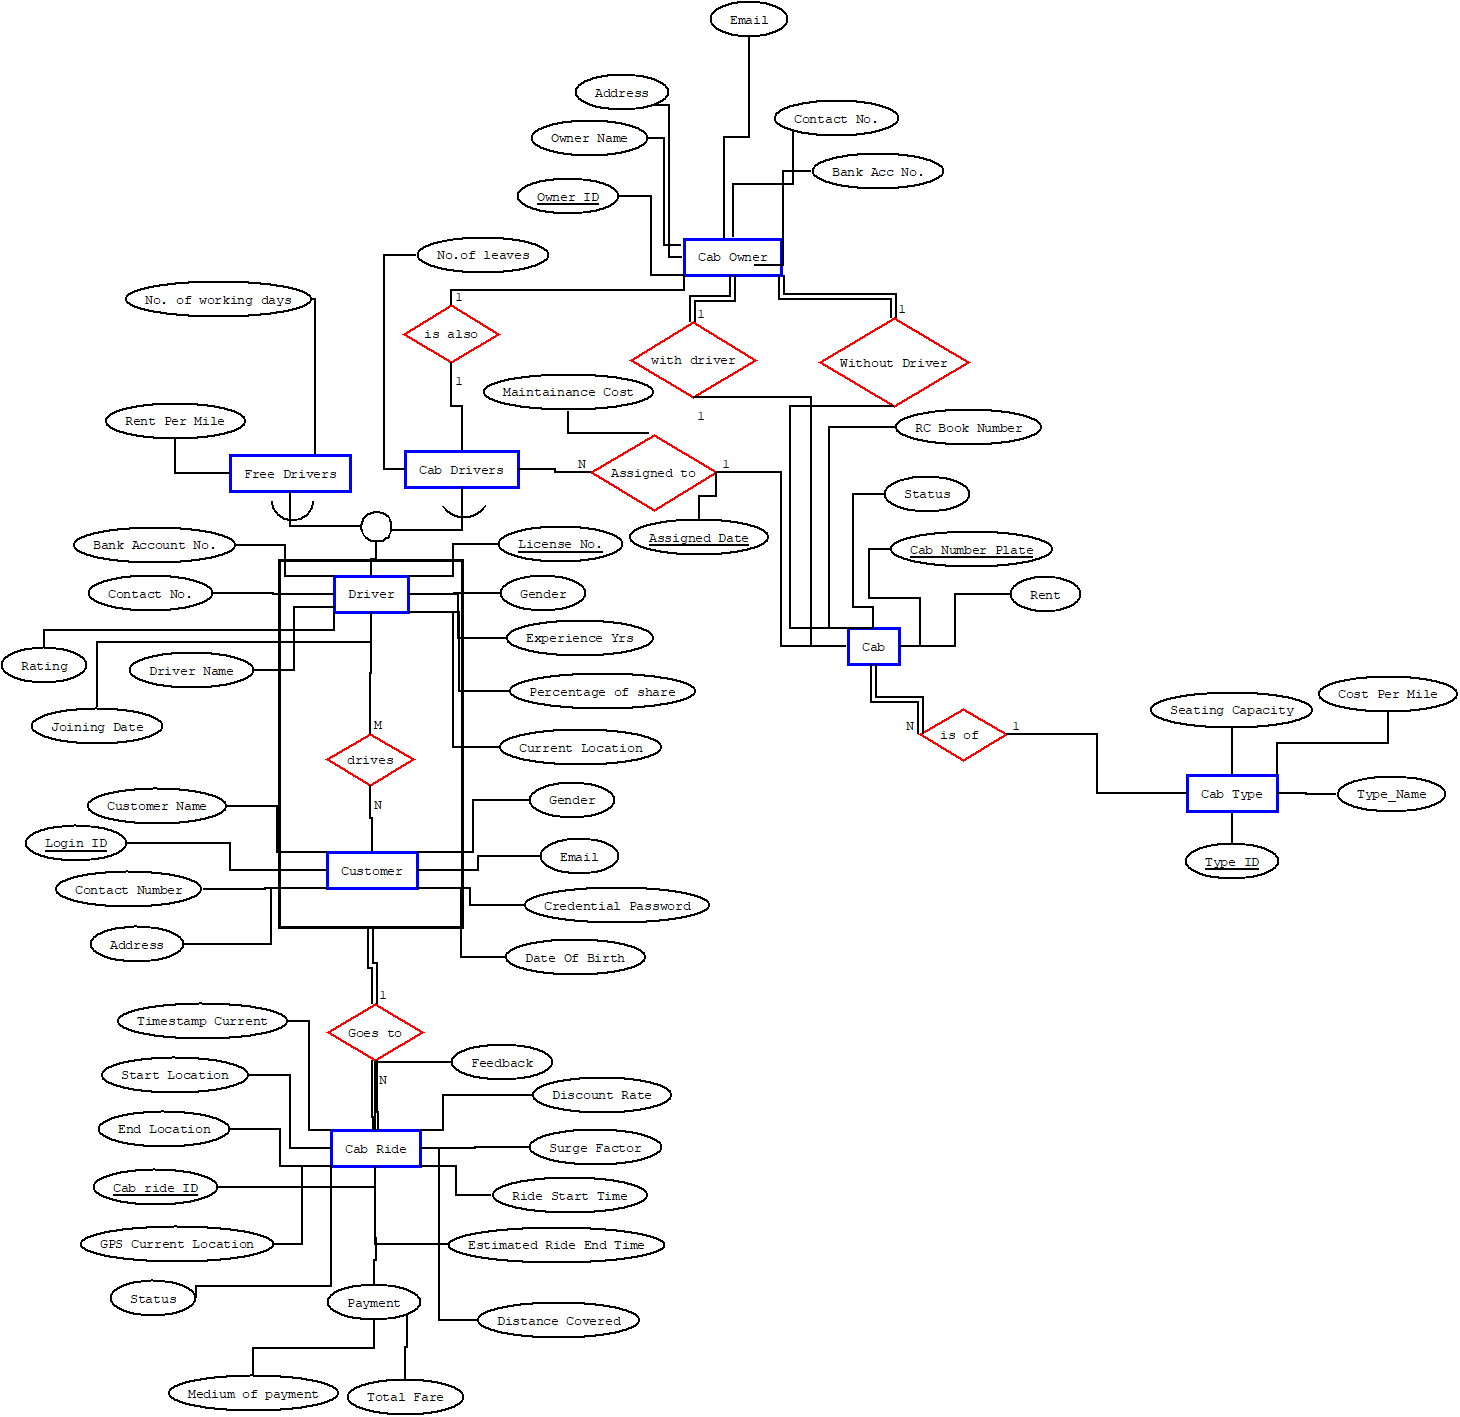 Email
Address
Contact No.
Owner Name
Bank Acc No.
Owner ID
No.of leaves
Cab Owner
No. of working days
1
1
1
is also
with driver
Without Driver
1
Maintainance Cost
1
Rent Per Mile
RC Book Number
N
1
Free Drivers
Cab Drivers
Assigned to
Status
Bank Account No.
License No.
Assigned Date
Cab Number Plate
Contact No.
Driver
Gender
Rent
Experience Yrs
Cab
Rating
Driver Name
Percentage of share
Cost Per Mile
Seating Capacity
Joining Date
M
N
1
is of
Current Location
drives
Cab Type
Type_Name
Customer Name
N
Gender
Login ID
Email
Type ID
Customer
Contact Number
Credential Password
Address
Date Of Birth
1
Timestamp Current
Goes to
Feedback
Start Location
N
Discount Rate
End Location
Cab Ride
Surge Factor
Cab ride ID
Ride Start Time
GPS Current Location
Estimated Ride End Time
Status
Payment
Distance Covered
Medium of payment
Total Fare